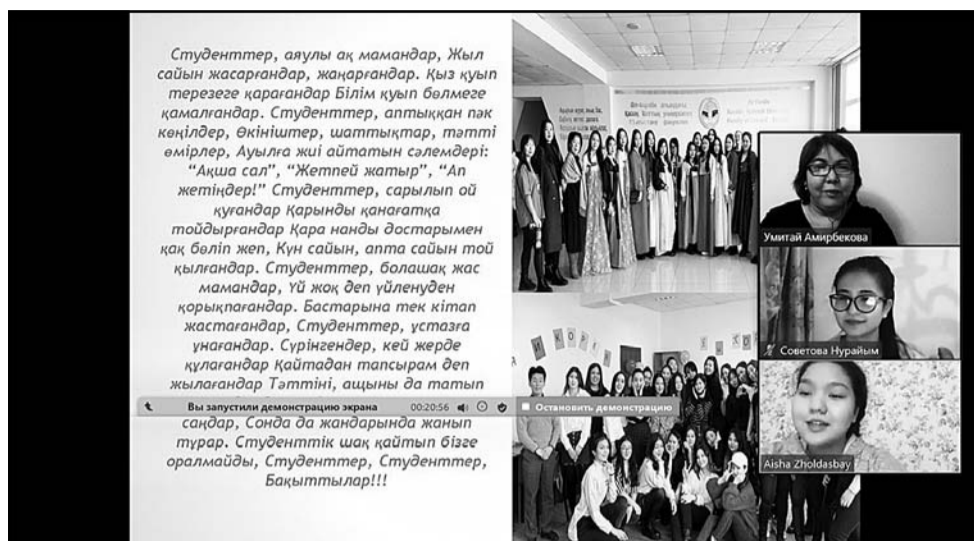 Студенттер, аяулы ақ мамандар, Жыл
сайын жасарғандар, жаңарғандар. Қыз қуып
терезеге қарағандар Білім қуып бөлмеге
қамалғандар. Студенттер, аптыққан пәк
көңілдер, Өкініштер, шаттықтар, тәтті
өмірлер, Ауылға жиі айтатын сәлемдері:
“Ақша сал”, “Жетпей жатыр”, “Ап
жетіңдер!” Студенттер, сарылып ой
қуғандар Қарынды қанағатқа
тойдырғандар Қара нанды достарымен
қақ бөліп жеп, Күн сайын, апта сайын той
қылғандар. Студенттер, болашақ жас
мамандар, Үй жоқ деп үйленуден
қорықпағандар. Бастарына тек кітап
жастағандар, Студенттер, ұстазға
ұнағандар. Сүрінгендер, кей жерде
құлағандар Қайтадан тапсырам деп
жылағандар Тәттіні, ащыны да татып
Вы запустили демонстрацию экрана 00:20:56 Остановить демонстрацию
саңдар, Сонда да жандарында жанып
тұрар. Студенттік шақ қайтып бізге
оралмайды, Студенттер, Студенттер,
Бақыттылар!!!
Умитай Амирбекова
Советова Нурайым
Aisha Zholdasbay